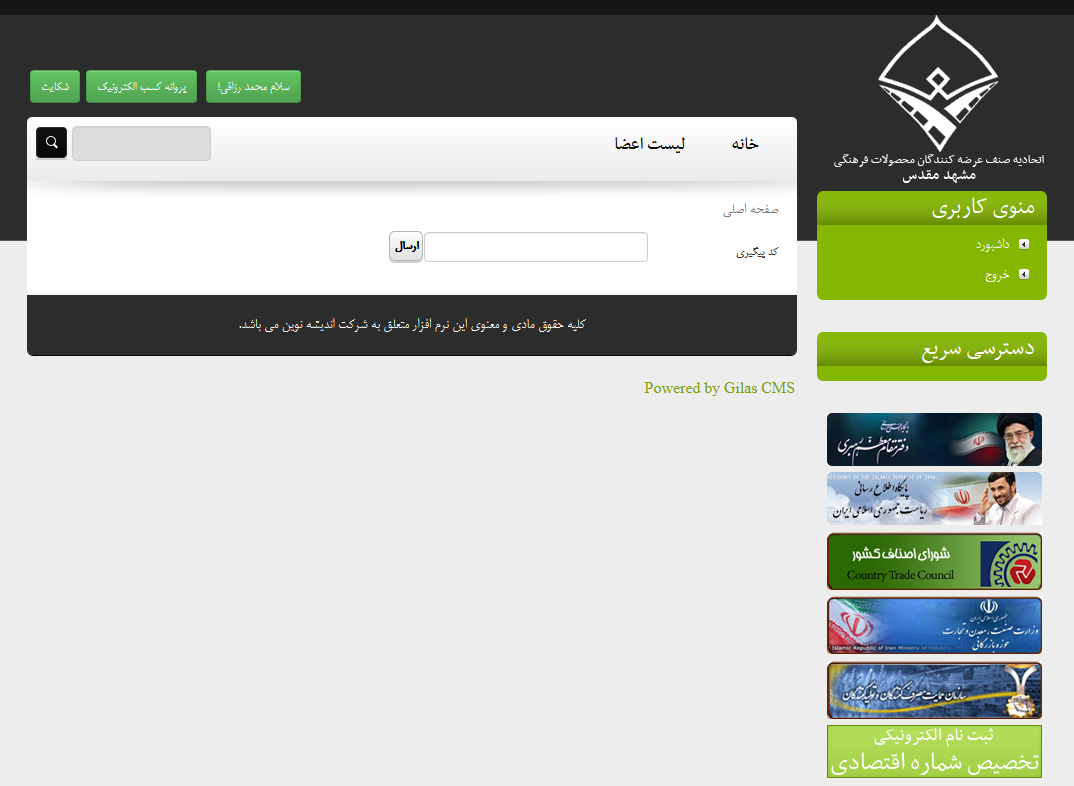 اتحادیه صنف عرضه کنندگان محصولات فرهنگی
مشهد مقدس
سلام محمد رزاقی!
پروانه کسب الکترونیک
شکایت
خانه
لیست اعضا
صفحه اصلی
کد پیگیری
ارسال
کلیه حقوق مادی و معنوی این نرم افزار متعلق به شرکت اندیشه نوین می باشد.
Powered by Gilas CMS
منوی کاربری
داشبورد
خروج
دسترسی سریع
دفتر مقام معظم رهبری
RESIDENCY OF THE ISLAMIC REPUBLIC OF IRAN
پایگاه اطلاع رسانی
ریاست جمهوری اسلامی ایران
شورای اصناف کشور
Country Trade Council
جمهوری اسلامی ایران
وزارت صنعت، معدن و تجارت
حوزه بازرگانی
Islamic Republic of Iran Ministry of Industry,
سازمان حمایت مصرف کنندگان و تولیدکنندگان
ثبت نام الکترونیکی
تخصیص شماره اقتصادی